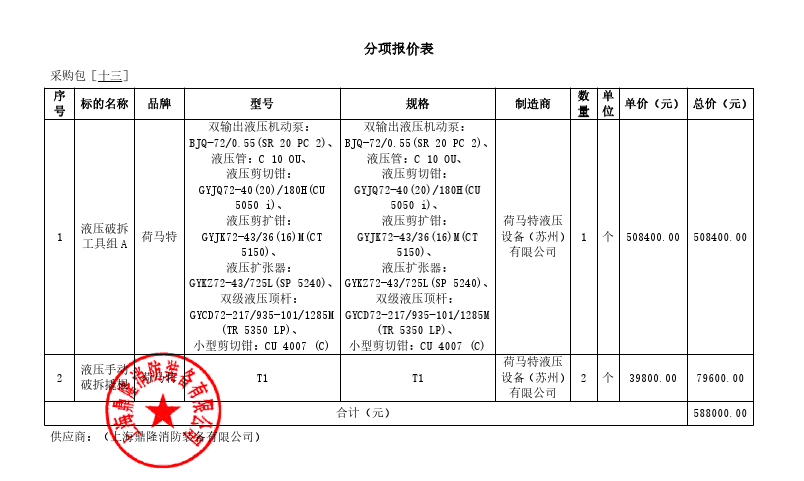 分项报价表
采购包［十三］
序号 标的名称 品牌 型号 规格 制造商 数量 单位 单价（元） 总价（元）
1 液压破拆工具组A 荷马特 双输出液压机动泵：BJQ-72/0.55(SR 20 PC 2)、液压管：C 10 OU、液压剪切钳：GYJQ72-40(20)/180H(CU 5050 i)、液压剪扩钳：GYJK72-43/36(16)M(CT 5150)、液压扩张器：GYKZ72-43/725L(SP 5240)、双级液压顶杆：GYCD72-217/935-101/1285M(TR 5350 LP)、小型剪切钳：CU 4007 (C) 双输出液压机动泵：BJQ-72/0.55(SR 20 PC 2)、液压管：C 10 OU、液压剪切钳：GYJQ72-40(20)/180H(CU 5050 i)、液压剪扩钳：GYJK72-43/36(16)M(CT 5150)、液压扩张器：GYKZ72-43/725L(SP 5240)、双级液压顶杆：GYCD72-217/935-101/1285M(TR 5350 LP)、小型剪切钳：CU 4007 (C) 荷马特液压设备（苏州）有限公司 1 个 508400.00 508400.00
2 液压手动破拆 荷马特 T1 T1 荷马特液压设备（苏州）有限公司 2 个 39800.00 79600.00
合计（元） 588000.00
供应商：（上海鼎隆消防装备有限公司）
上海鼎隆消防装备有限公司